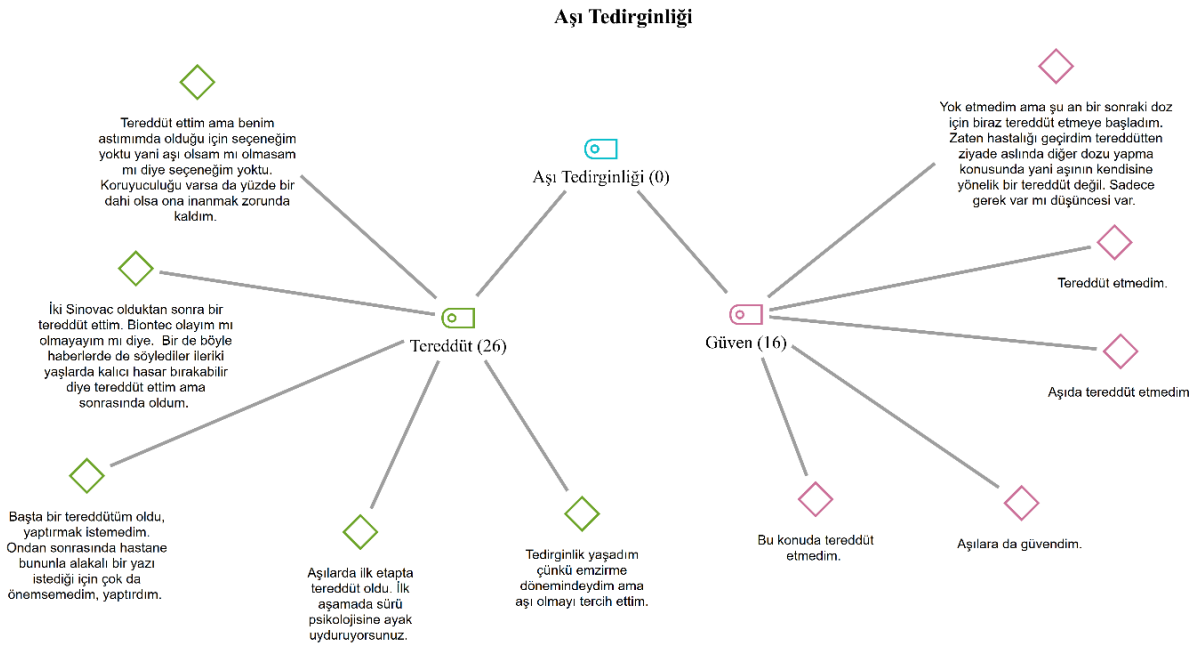 Aşı Tedirginliği
Tereddüt ettim ama benim
astımımda olduğu için seçeneğim
yoktu yani aşı olsam mı olmasam
mı diye seçeneğim yoktu.
Koruyuculuğu varsa da yüzde bir
dahi olsa ona inanmak zorunda
kaldım.
Aşı Tedirginliği (0)
Yok etmedim ama şu an bir sonraki doz
için biraz tereddüt etmeye başladım.
Zaten hastalığı geçirdim tereddütten
ziyade aslında diğer dozu yapma
konusunda yani aşının kendisine
yönelik bir tereddüt değil. Sadece
gerek var mı düşüncesi var.
Tereddüt etmedim.
İki Sinovac olduktan sonra bir
tereddüt ettim. Biontec olayım mı
olmayayım mı diye. Bir de böyle
haberlerde de söylediler ileriki
yaşlarda kalıcı hasar bırakabilir
diye tereddüt ettim ama
sonrasında oldum.
Tereddüt (26)
Güven (16)
Aşıda tereddüt etmedim
Başta bir tereddütüm oldu,
yaptırmak istemedim.
Ondan sonrasında hastane
bununla alakalı bir yazı
istediği için çok da
önemsemedim, yaptırdım.
Aşılarda ilk etapta
tereddüt oldu. İlk
aşamada sürü
psikolojisine ayak
uyduruyorsunuz.
Tedirginlik yaşadım
çünkü emzirme
dönemindeydim ama
aşı olmayı tercih ettim.
Bu konuda tereddüt
etmedim.
Aşılara da güvendim.